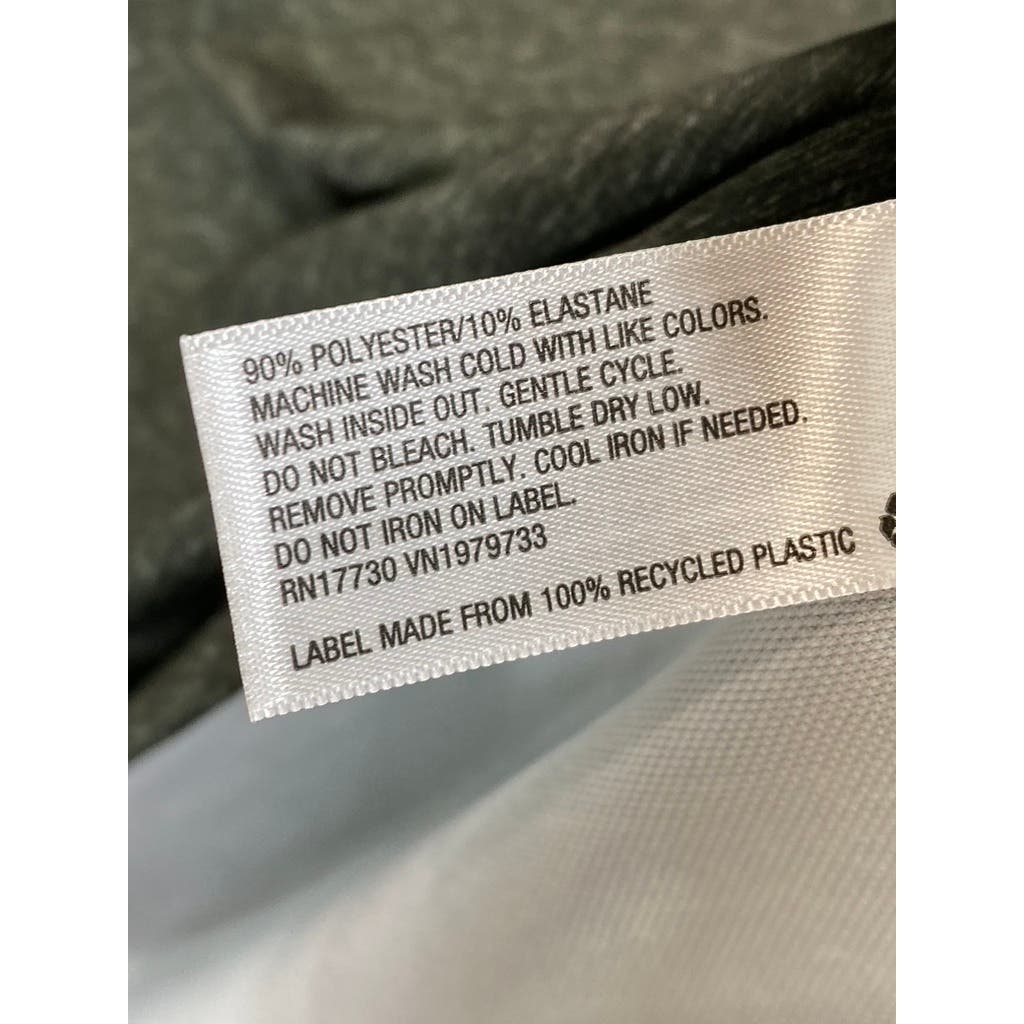 90% POLYESTER/10% ELASTANE
MACHINE WASH COLD WITH LIKE COLORS.
WASH INSIDE OUT. GENTLE CYCLE.
DO NOT BLEACH. TUMBLE DRY LOW.
REMOVE PROMPTLY. COOL IRON IF NEEDED.
DO NOT IRON ON LABEL.
RN17730 VN1979733
LABEL MADE FROM 100% RECYCLED PLASTIC